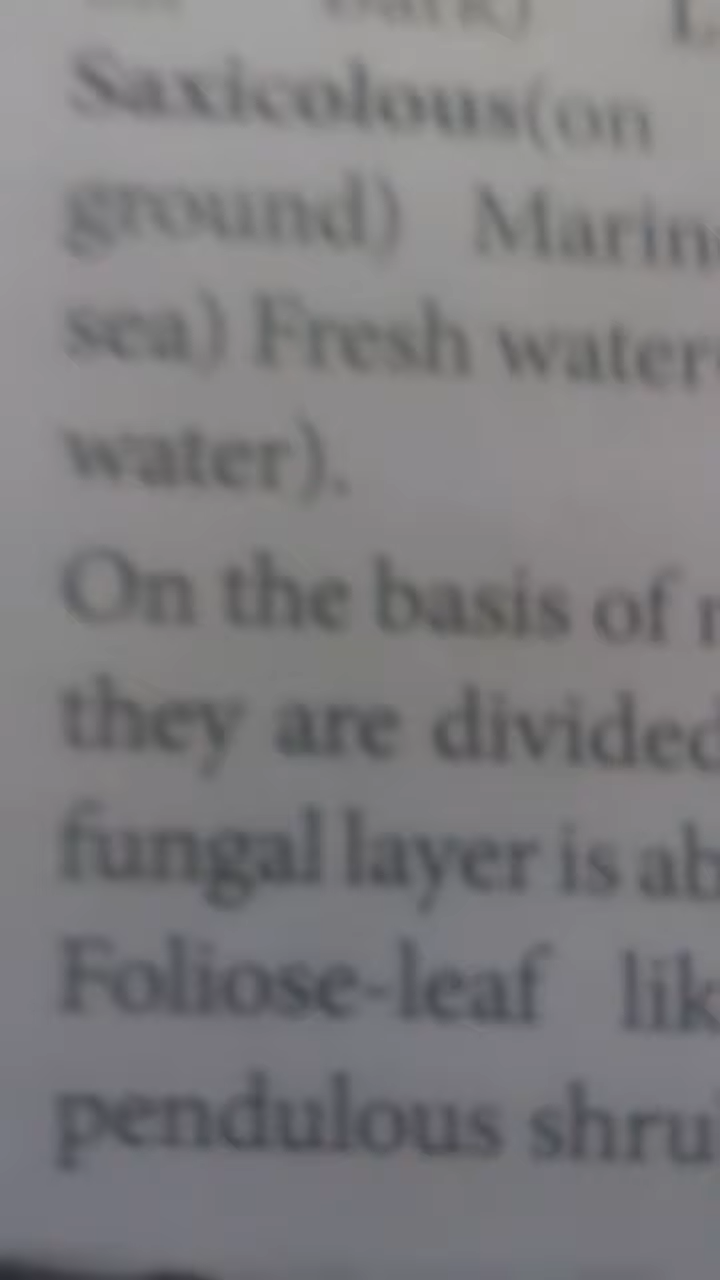 bark)
Saxicolous(on
ground) Marin
sea) Fresh water
water).
On the basis of
they are divided
fungal layer is ab
Foliose-leaf lik
pendulous shru